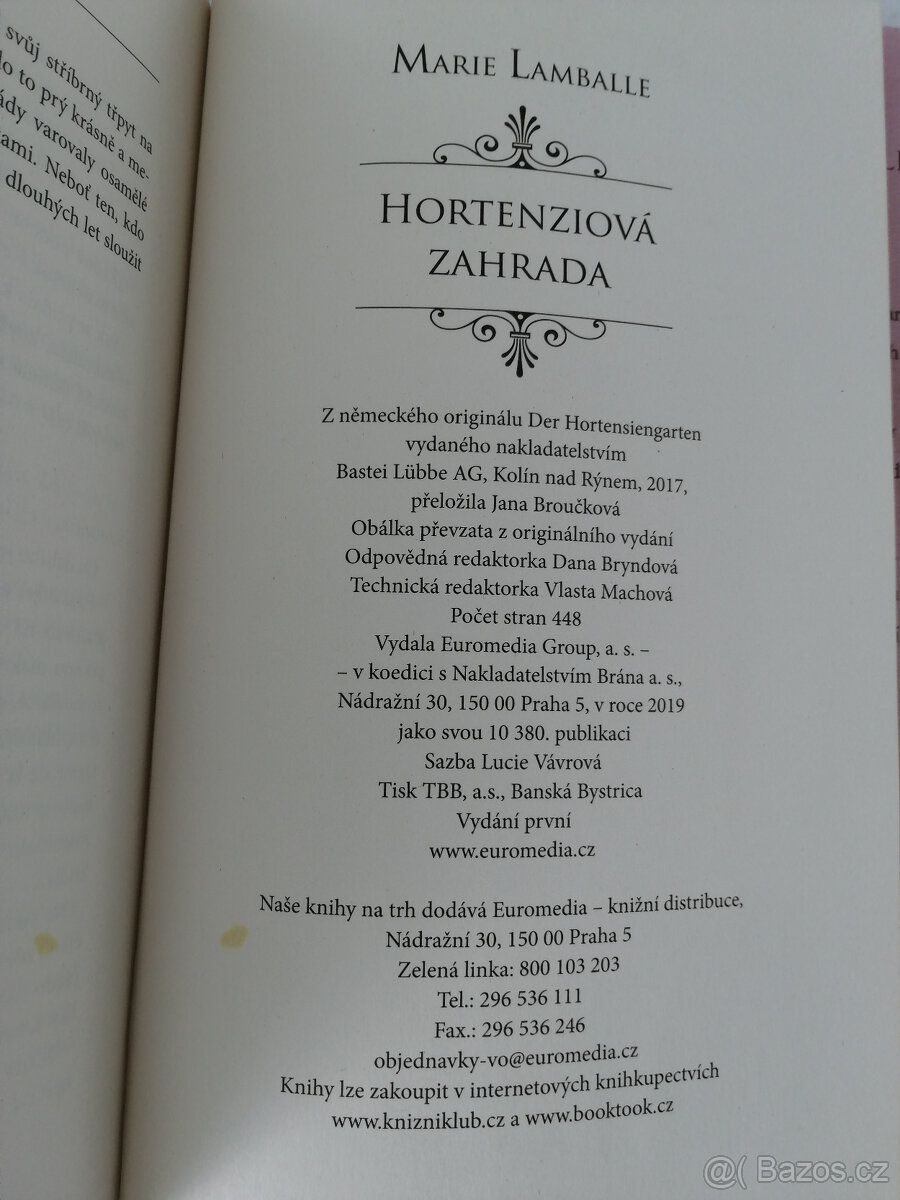 svůj stříbrný třpyt na
to prý krásně a me-
varovaly osamělé
Neboť ten, kdo
dlouhých let sloužit
MARIE LAMBALLE
HORTENZIOVÁ
ZAHRADA
Z německého originálu Der Hortensiengarten
vydaného nakladatelstvím
Bastei Lübbe AG, Kolín nad Rýnem, 2017,
přeložila Jana Broučková
Obálka převzata z originálního vydání
Odpovědná redaktorka Dana Bryndová
Technická redaktorka Vlasta Machová
Počet stran 448
Vydala Euromedia Group, a. s. –
– v koedici s Nakladatelstvím Brána a. s.,
Nádražní 30, 150 00 Praha 5, v roce 2019
jako svou 10 380. publikaci
Sazba Lucie Vávrová
Tisk TBB, a.s., Banská Bystrica
Vydání první
www.euromedia.cz
Naše knihy na trh dodává Euromedia – knižní distribuce,
Nádražní 30, 150 00 Praha 5
Zelená linka: 800 103 203
Tel.: 296 536 111
Fax.: 296 536 246
objednavky-vo@euromedia.cz
Knihy lze zakoupit v internetových knihkupectvích
www.knizniklub.cz a www.booktook.cz
@( Bazos.cz